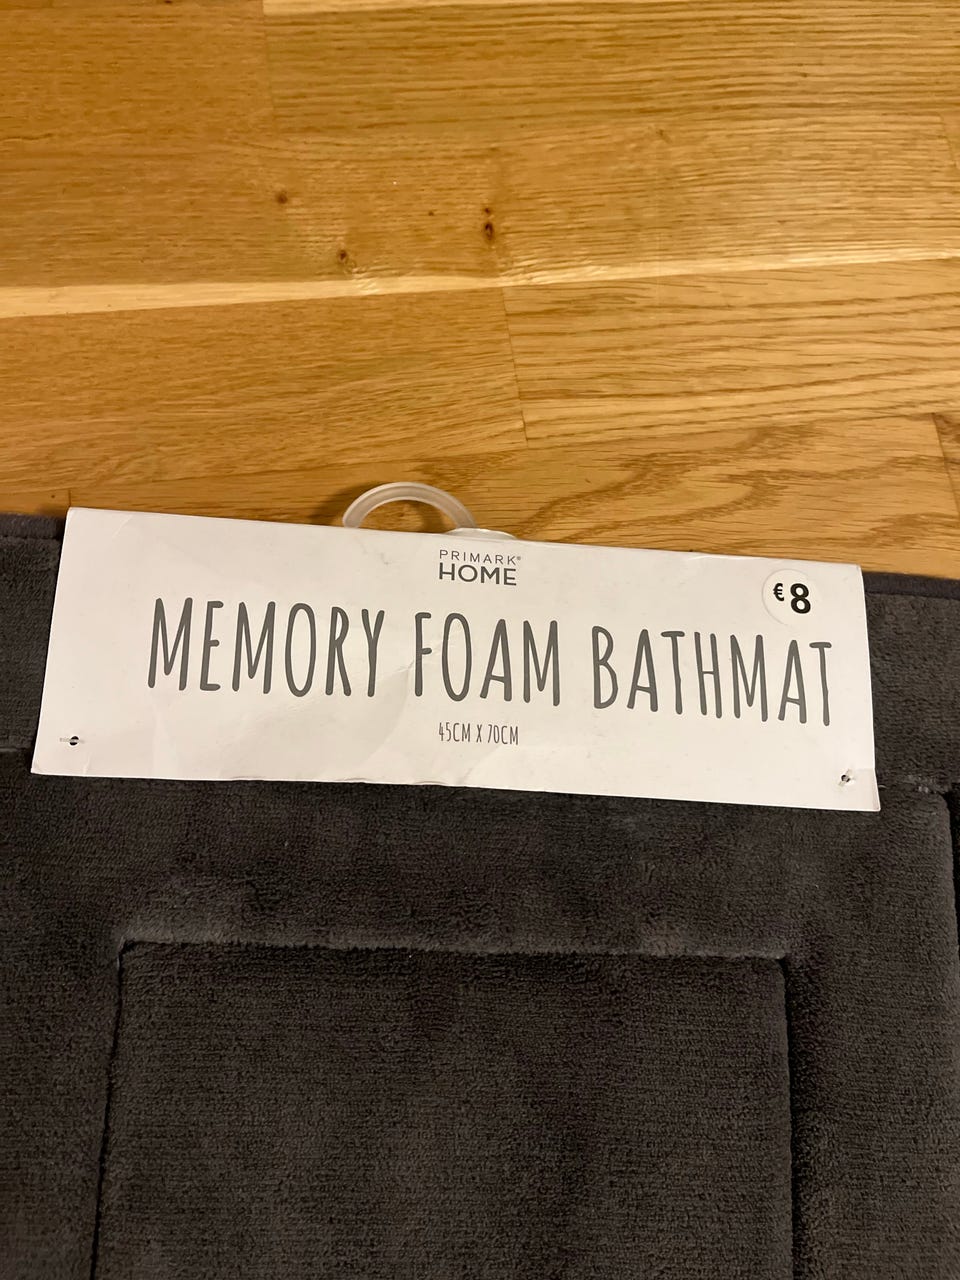 PRIMARK®
HOME
€8
MEMORY FOAM BATHMAT
45CM X 70CM